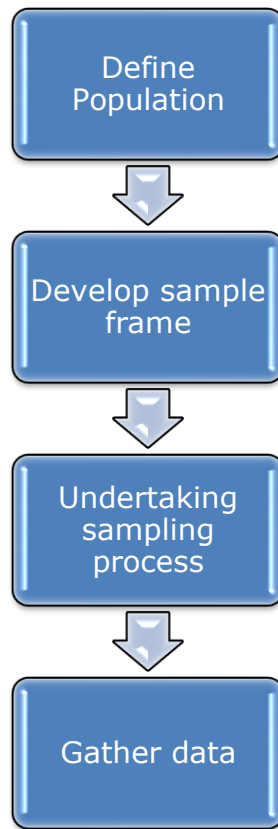 Define
Population
Develop sample
frame
Undertaking
sampling
process
Gather data